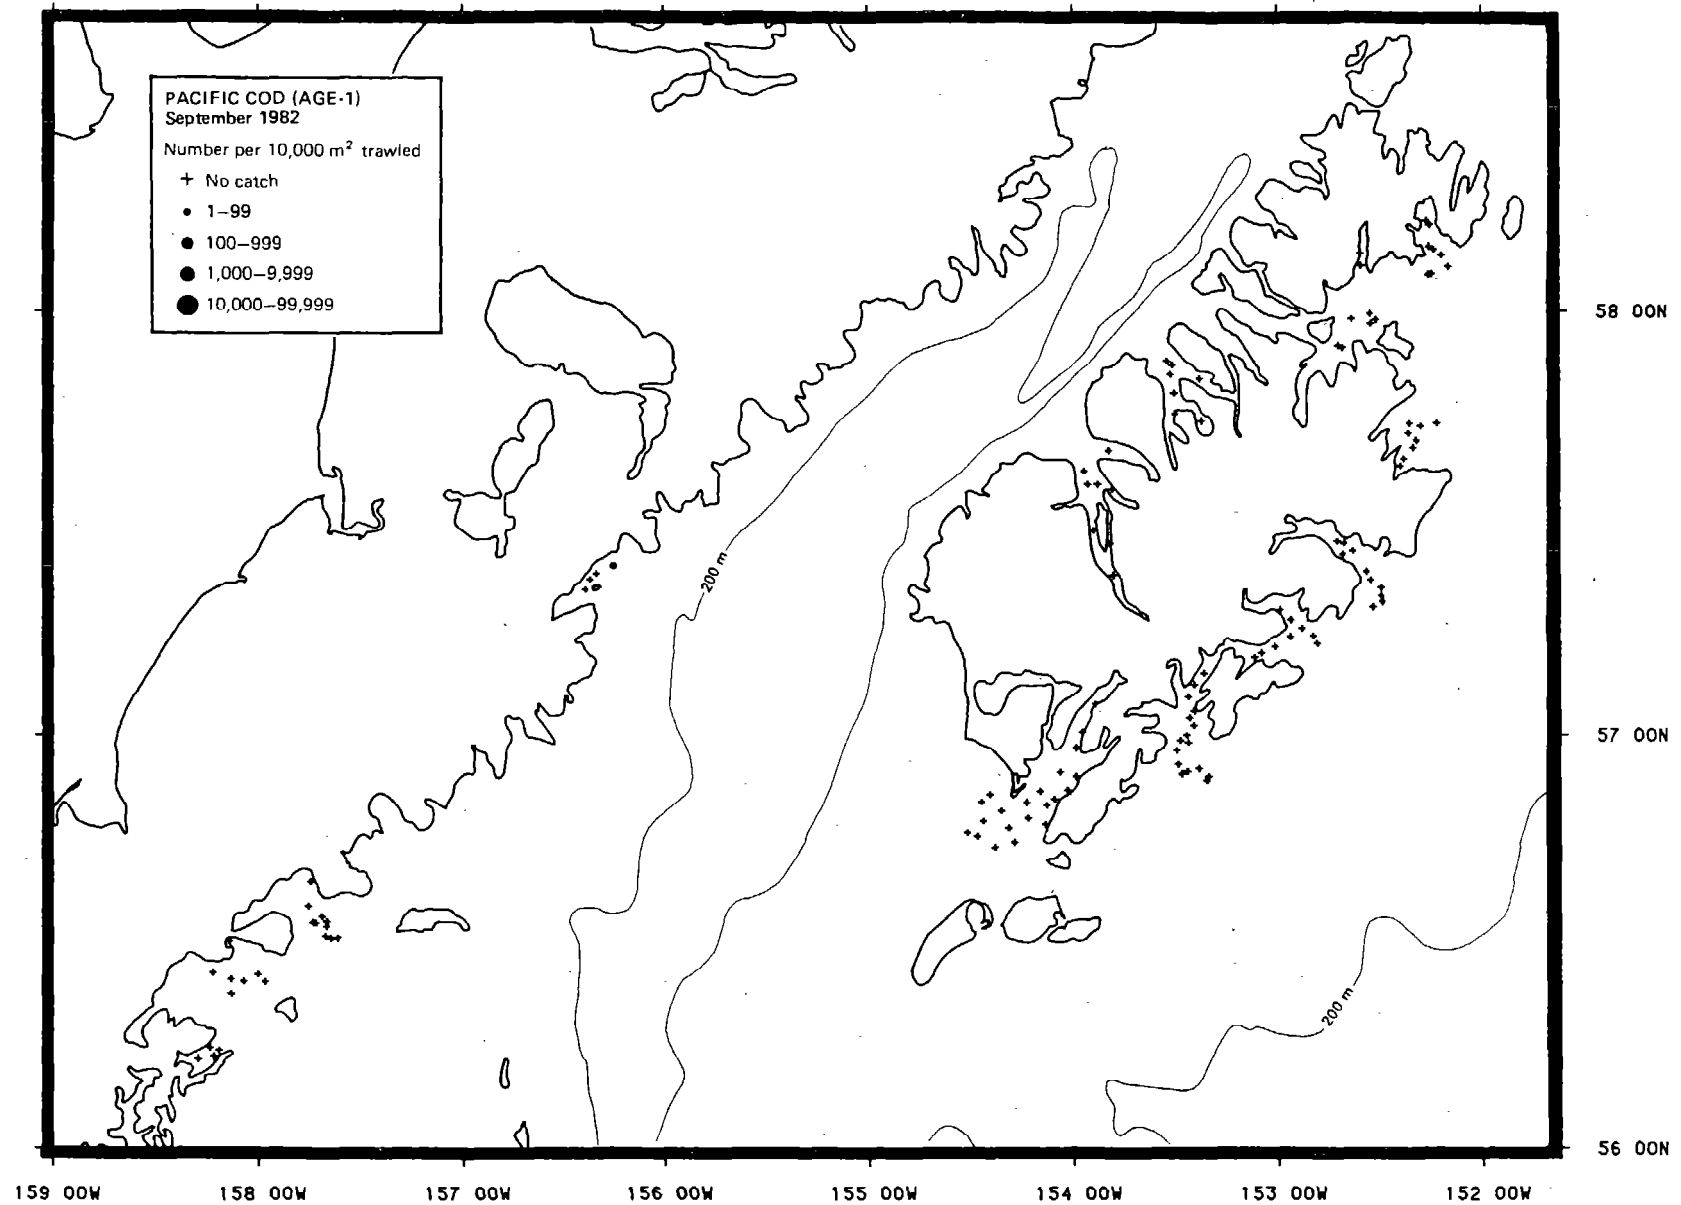 PACIFIC COD (AGE-1)
September 1982
Number per 10,000 m² trawled
+ No catch
• 1–99
● 100–999
● 1,000–9,999
● 10,000–99,999
58 00N
200 m
57 00N
200 m
56 00N
159 00W 158 00W 157 00W 156 00W 155 00W 154 00W 153 00W 152 00W